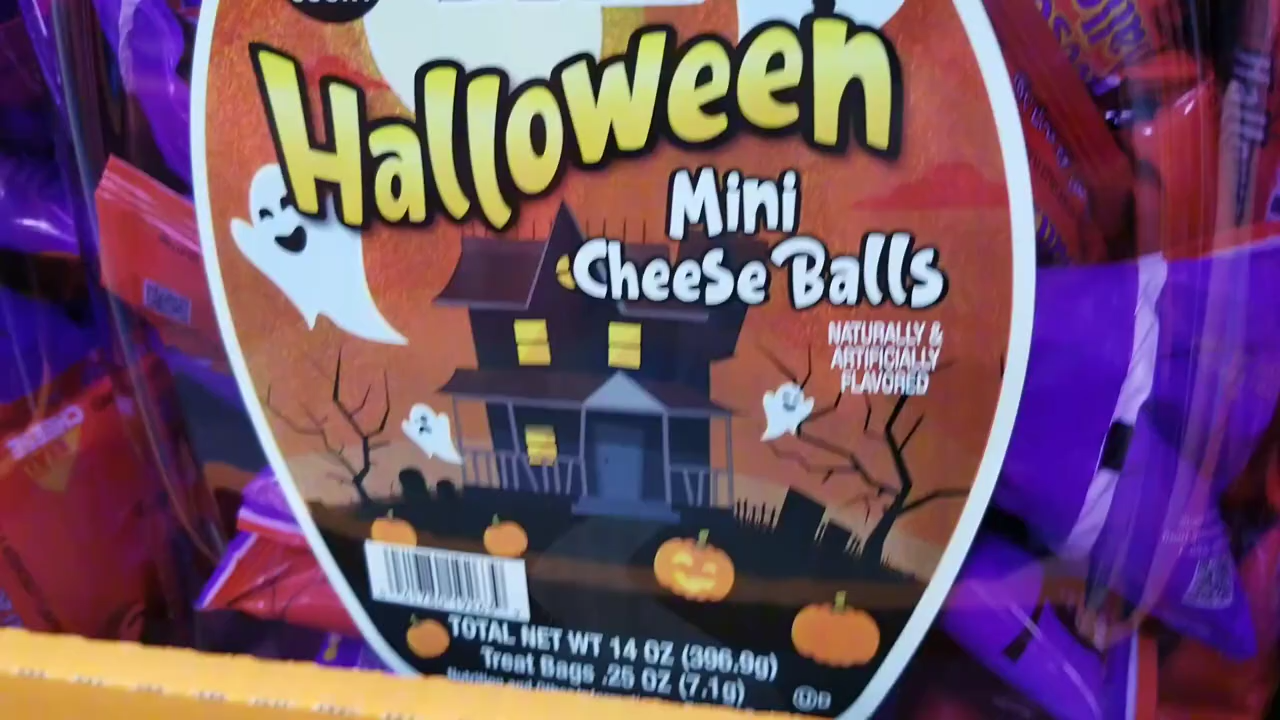 Halloween
Mini
Cheese Balls
NATURALLY &
ARTIFICIALLY
FLAVORED
TOTAL NET WT 14 OZ (396.9g)
Treat Bags .25 OZ (7.1g)